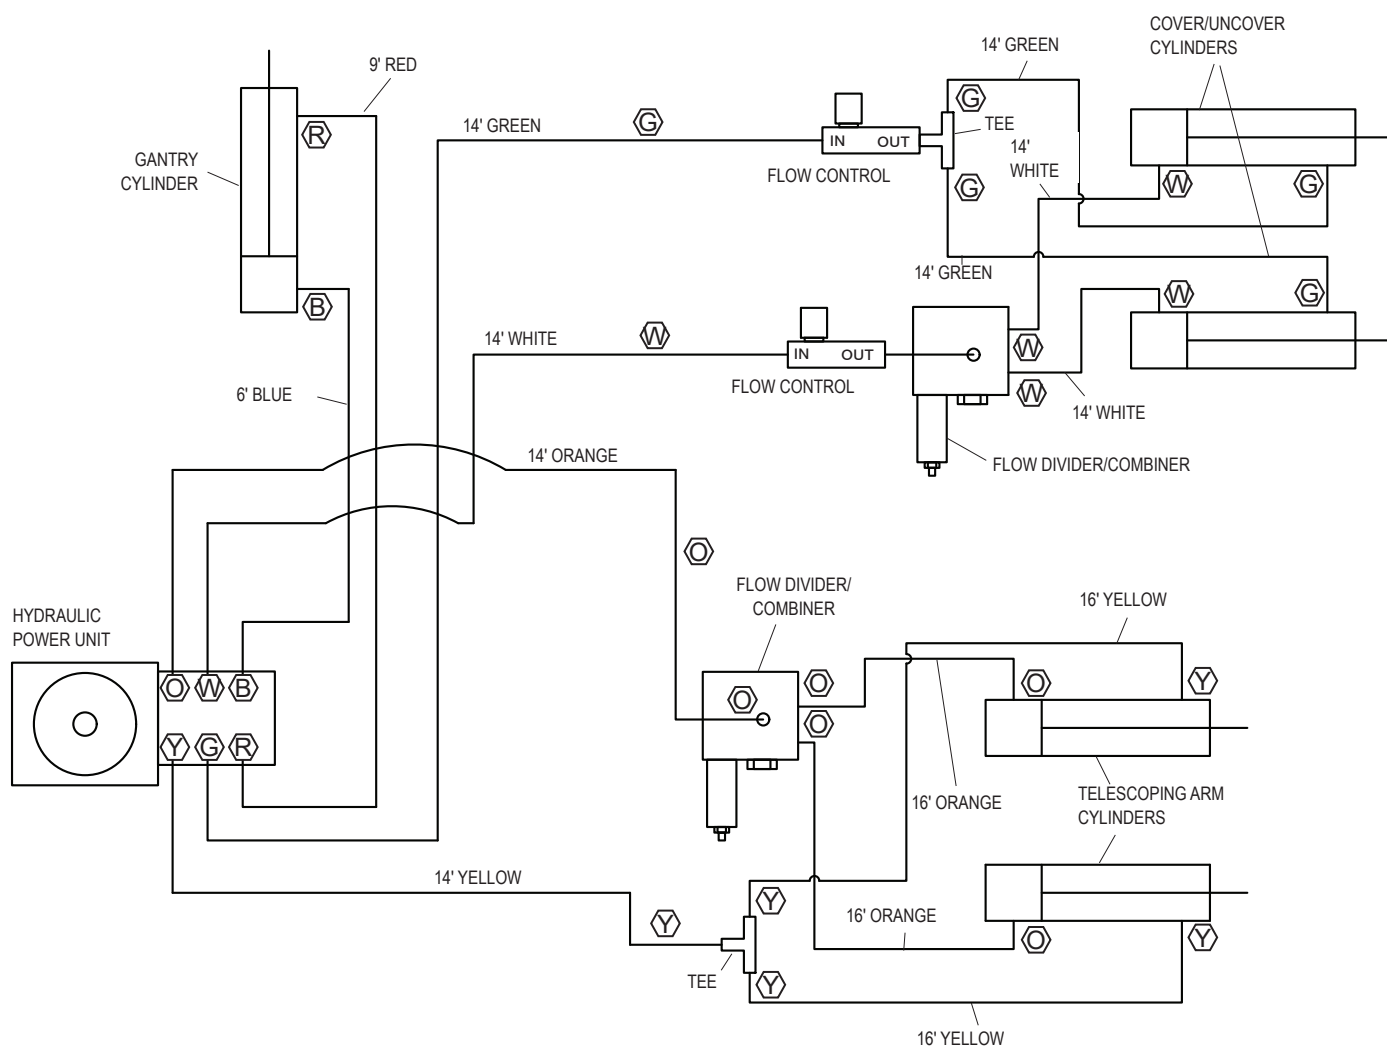 COVER/UNCOVER
CYLINDERS
14' GREEN
9' RED
G
14' GREEN
G
IN OUT
TEE
R
GANTRY
CYLINDER
FLOW CONTROL
14'
WHITE
G
W
G
14' GREEN
B
W
G
14' WHITE
W
IN OUT
W
FLOW CONTROL
6' BLUE
W
14' WHITE
14' ORANGE
FLOW DIVIDER/COMBINER
O
FLOW DIVIDER/
COMBINER
16' YELLOW
HYDRAULIC
POWER UNIT
O W B
O
O
O
O
Y
Y G R
16' ORANGE
TELESCOPING ARM
CYLINDERS
14' YELLOW
Y
Y
16' ORANGE
O
Y
TEE
Y
16' YELLOW